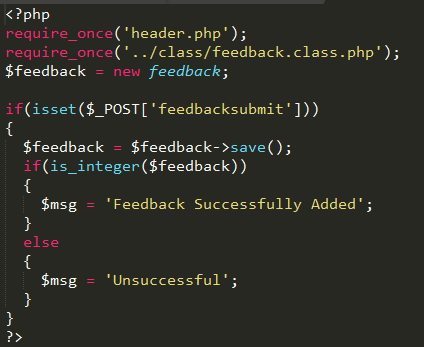 <?php
require_once('header.php');
require_once('../class/feedback.class.php');
$feedback = new feedback;

if(isset($_POST['feedbacksubmit']))
{
  $feedback = $feedback->save();
  if(is_integer($feedback))
  {
    $msg = 'Feedback Successfully Added';
  }
  else
  {
    $msg = 'Unsuccessful';
  }
}
?>